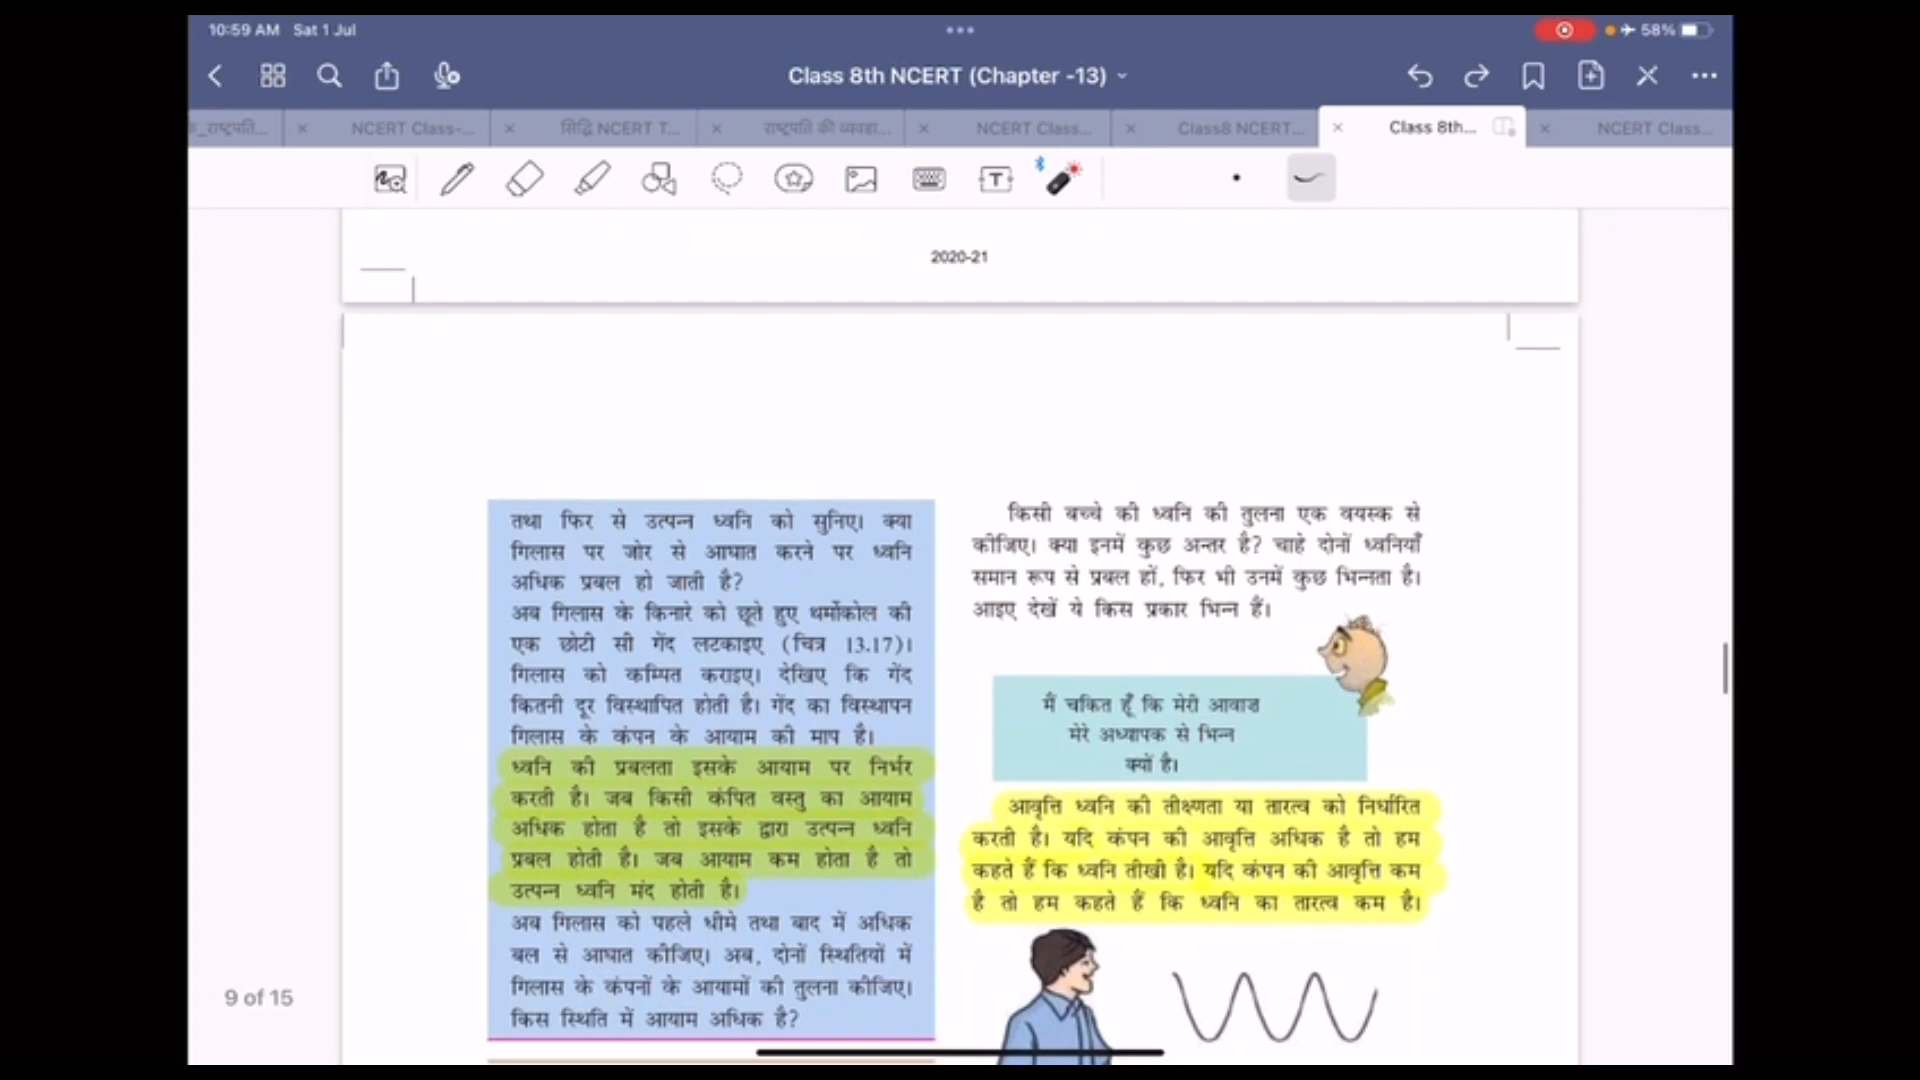 10:59 AM Sat 1 Jul
58%
Class 8th NCERT (Chapter -13)
क_राष्ट्रपति...
NCERT Class-...
सिद्धि NCERT T...
राष्ट्रपति की व्यवहा...
NCERT Class...
Class8 NCERT...
Class 8th...
NCERT Class...
2020-21
तथा फिर से उत्पन्न ध्वनि को सुनिए। क्या
गिलास पर जोर से आघात करने पर ध्वनि
अधिक प्रबल हो जाती है?
अब गिलास के किनारे को छूते हुए थर्मोकोल की
एक छोटी सी गेंद लटकाइए (चित्र 13.17)।
गिलास को कम्पित कराइए। देखिए कि गेंद
कितनी दूर विस्थापित होती है। गेंद का विस्थापन
गिलास के कंपन के आयाम की माप है।
ध्वनि की प्रबलता इसके आयाम पर निर्भर
करती है। जब किसी कंपित वस्तु का आयाम
अधिक होता है तो इसके द्वारा उत्पन्न ध्वनि
प्रबल होती है। जब आयाम कम होता है तो
उत्पन्न ध्वनि मंद होती है।
अब गिलास को पहले धीमे तथा बाद में अधिक
बल से आघात कीजिए। अब, दोनों स्थितियों में
गिलास के कंपनों के आयामों की तुलना कीजिए।
किस स्थिति में आयाम अधिक है?
किसी बच्चे की ध्वनि की तुलना एक वयस्क से
कीजिए। क्या इनमें कुछ अन्तर है? चाहे दोनों ध्वनियाँ
समान रूप से प्रबल हों, फिर भी उनमें कुछ भिन्नता है।
आइए देखें ये किस प्रकार भिन्न हैं।
मैं चकित हूँ कि मेरी आवाज
मेरे अध्यापक से भिन्न
क्यों है।
आवृत्ति ध्वनि की तीक्ष्णता या तारत्व को निर्धारित
करती है। यदि कंपन की आवृत्ति अधिक है तो हम
कहते हैं कि ध्वनि तीखी है। यदि कंपन की आवृत्ति कम
है तो हम कहते हैं कि ध्वनि का तारत्व कम है।
9 of 15